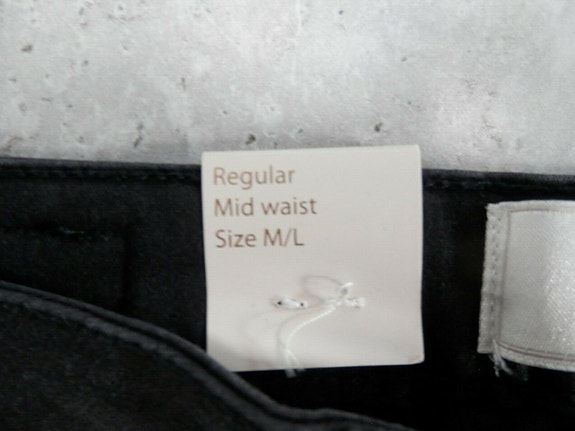 Regular
Mid waist
Size M/L